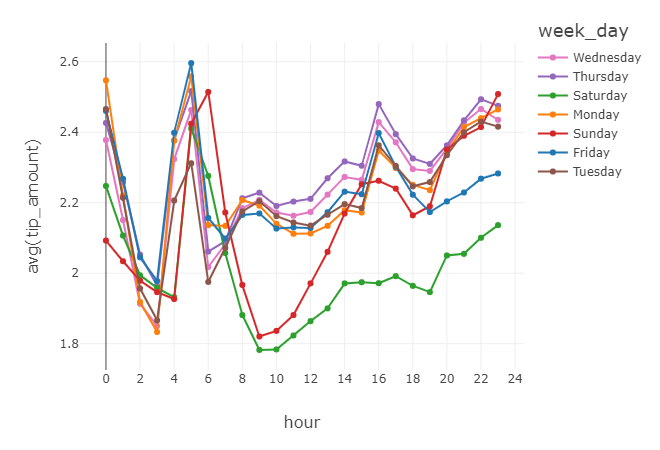 week_day
Wednesday
Thursday
Saturday
Monday
Sunday
Friday
Tuesday
avg(tip_amount)
2.6
2.4
2.2
2
1.8
0 2 4 6 8 10 12 14 16 18 20 22 24
hour